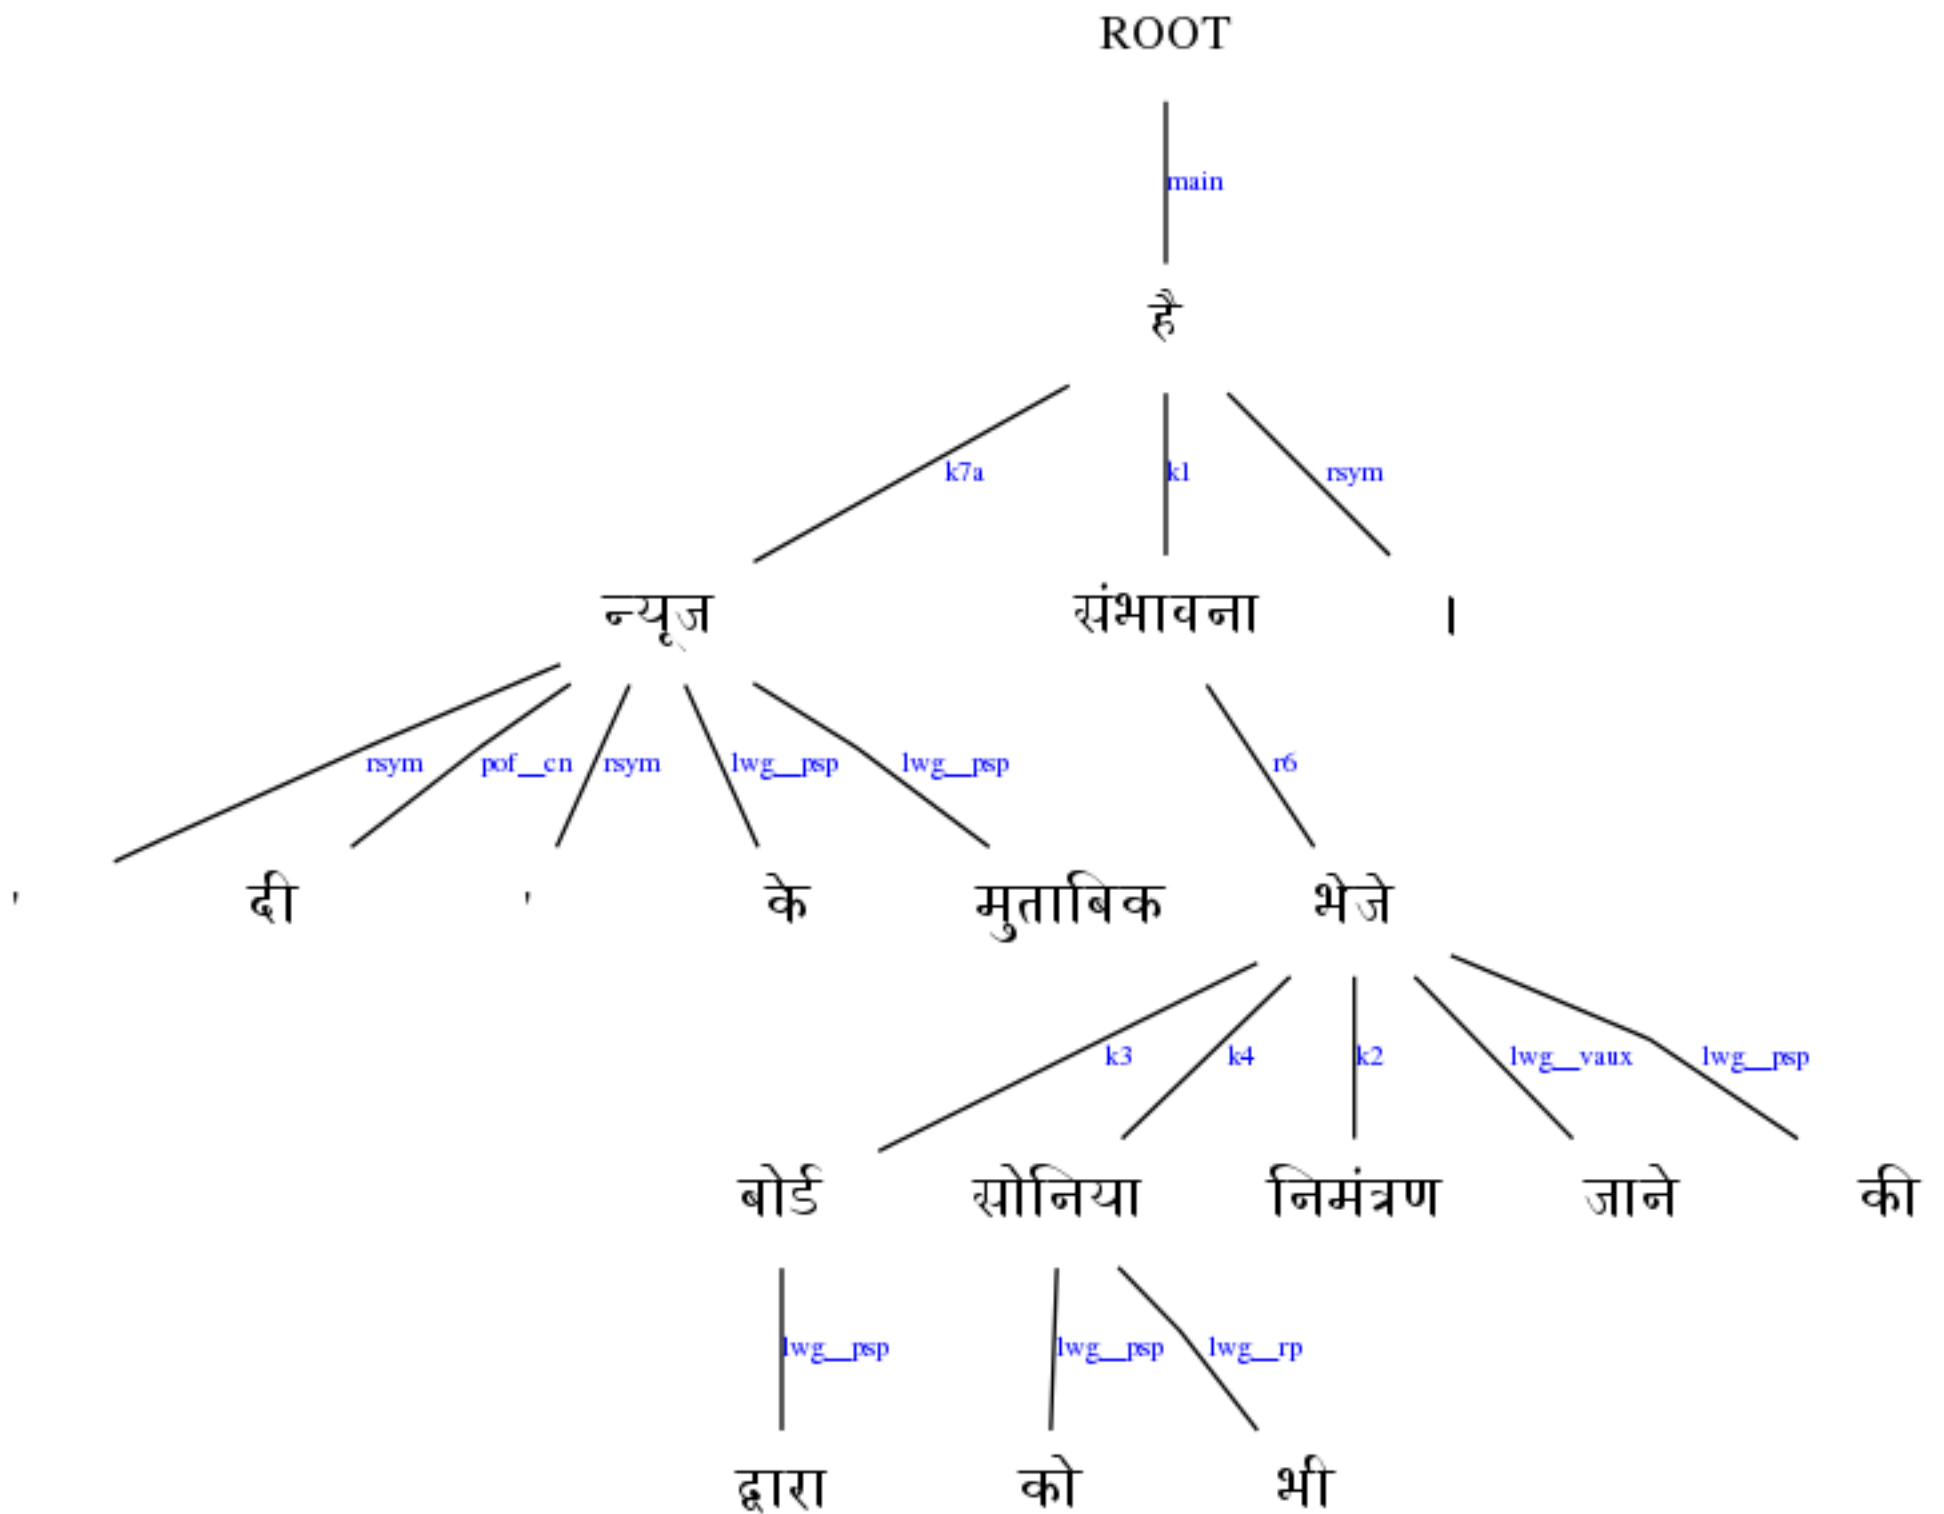 ROOT
main
है
k7a k1 rsym
न्यूज संभावना ।
rsym pof__cn rsym lwg__psp lwg__psp r6
' दी ' के मुताबिक भेजे
k3 k4 k2 lwg__vaux lwg__psp
बोर्ड सोनिया निमंत्रण जाने की
lwg__psp lwg__psp lwg__rp
द्वारा को भी